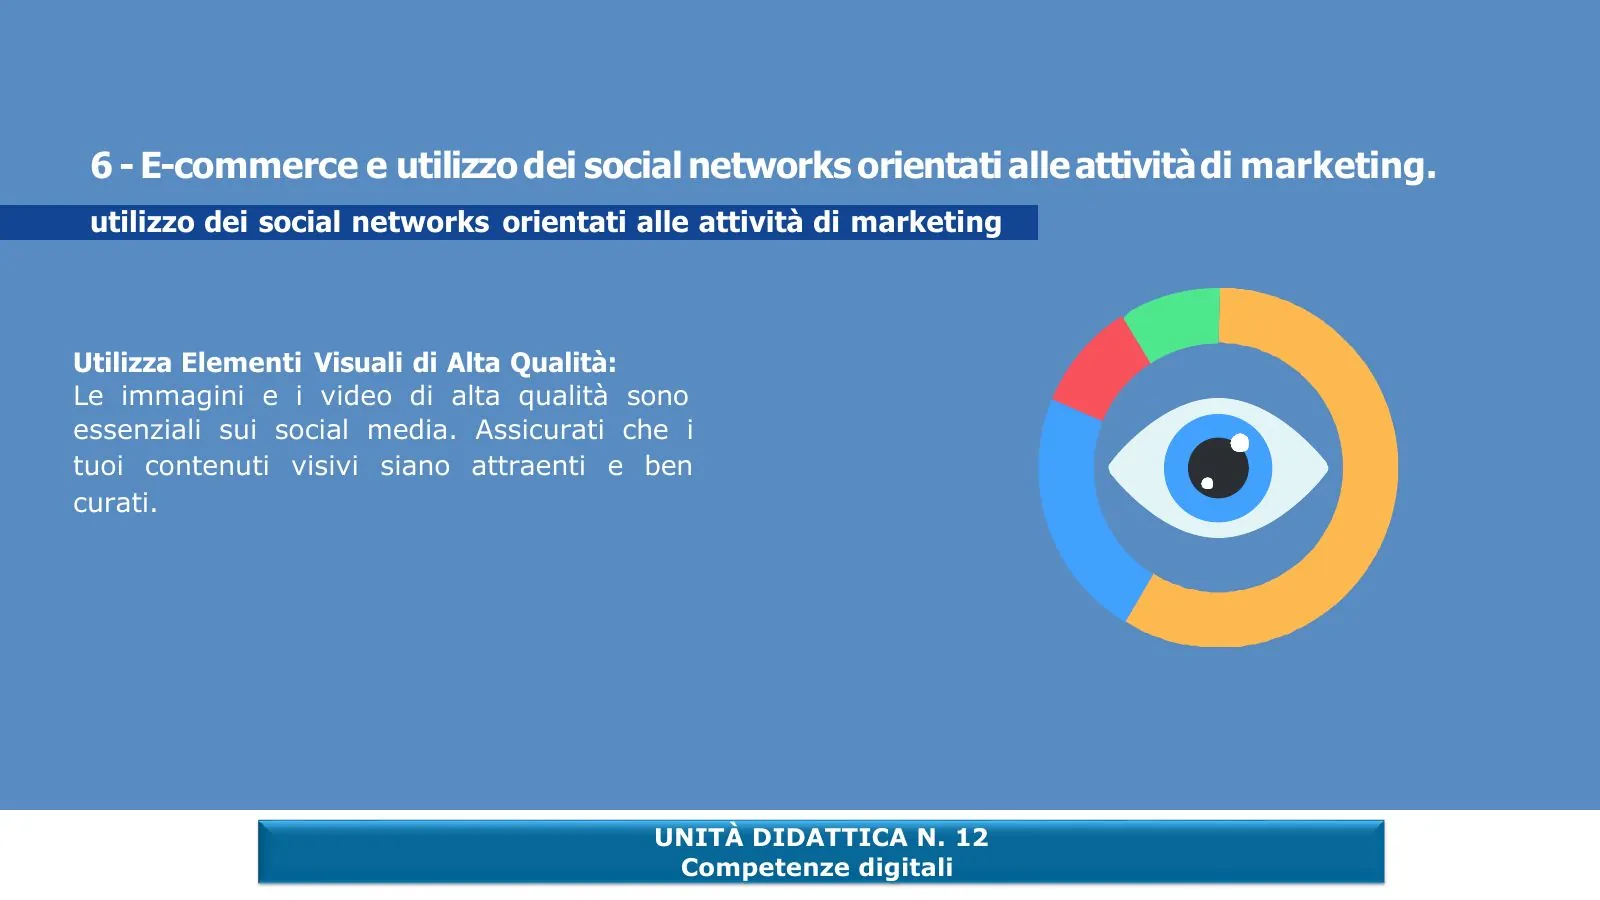 6 - E-commerce e utilizzo dei social networks orientati alle attività di marketing.
utilizzo dei social networks orientati alle attività di marketing
Utilizza Elementi Visuali di Alta Qualità:
Le immagini e i video di alta qualità sono
essenziali sui social media. Assicurati che i
tuoi contenuti visivi siano attraenti e ben
curati.
UNITÀ DIDATTICA N. 12
Competenze digitali